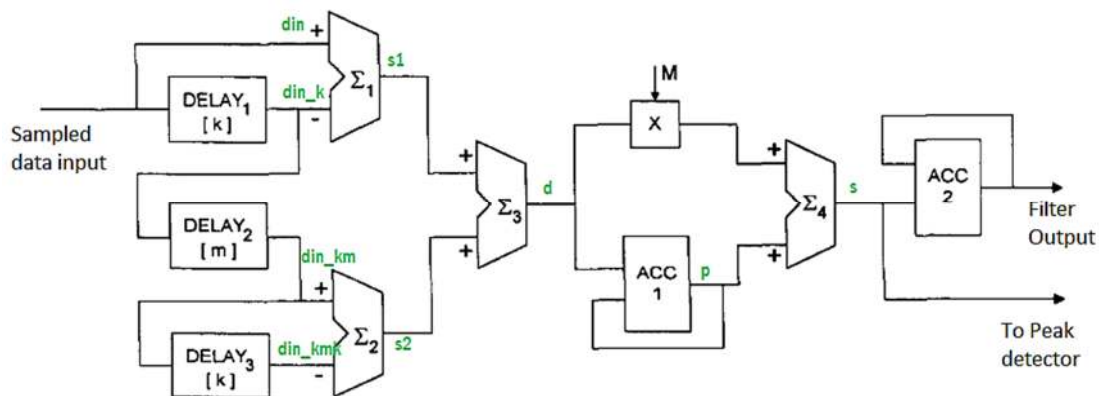 din
+
s1
Σ1
din_k
-
DELAY1
[ k ]
Sampled
data input
DELAY2
[ m ]
din_km
+
Σ2
s2
din_kmk
-
DELAY3
[ k ]
+
+
Σ3
d
M
X
+
+
Σ4
s
ACC
1
p
ACC
2
Filter
Output
To Peak
detector